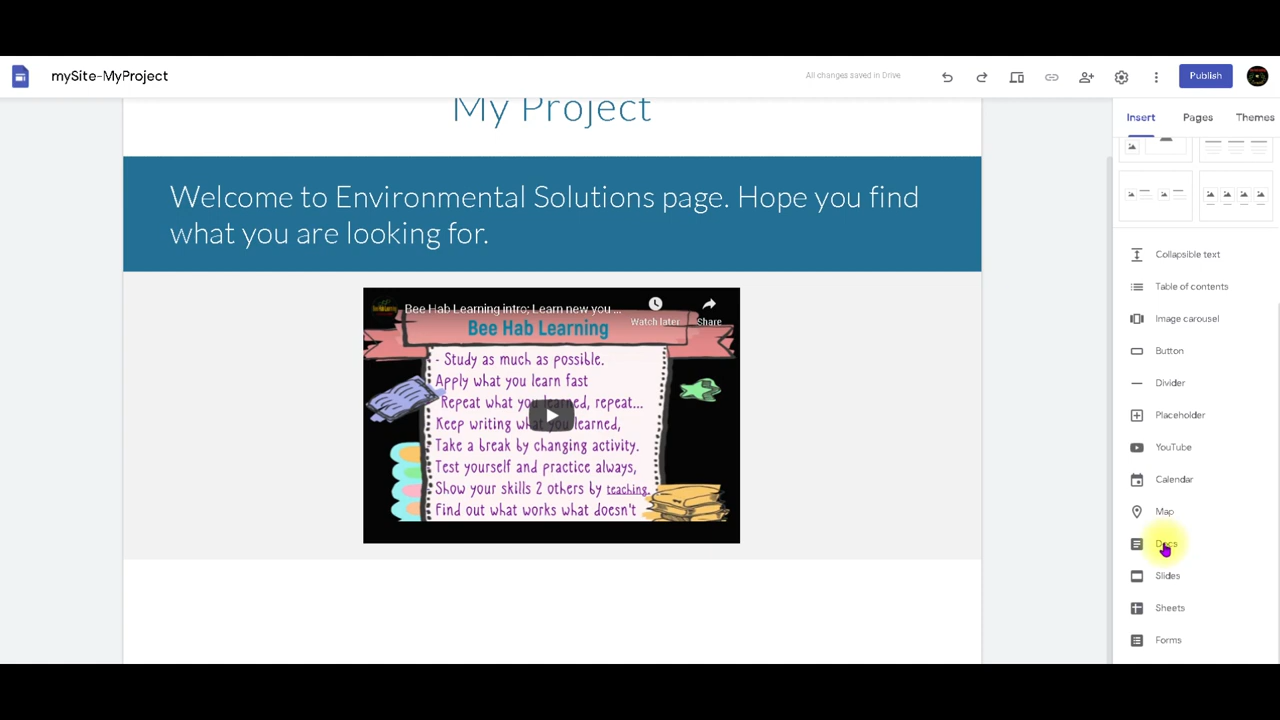 mySite-MyProject
All changes saved in Drive
Publish
My Project
Insert
Pages
Themes
Welcome to Environmental Solutions page. Hope you find
what you are looking for.
Bee Hab Learning intro; Learn new you ...
Watch later
Share
Bee Hab Learning
- Study as much as possible.
Apply what you learn fast
Repeat what you learned, repeat...
Keep writing what you learned,
- Take a break by changing activity.
- Test yourself and practice always,
- Show your skills 2 others by teaching.
- Find out what works what doesn't
Collapsible text
Table of contents
Image carousel
Button
Divider
Placeholder
YouTube
Calendar
Map
Docs
Slides
Sheets
Forms